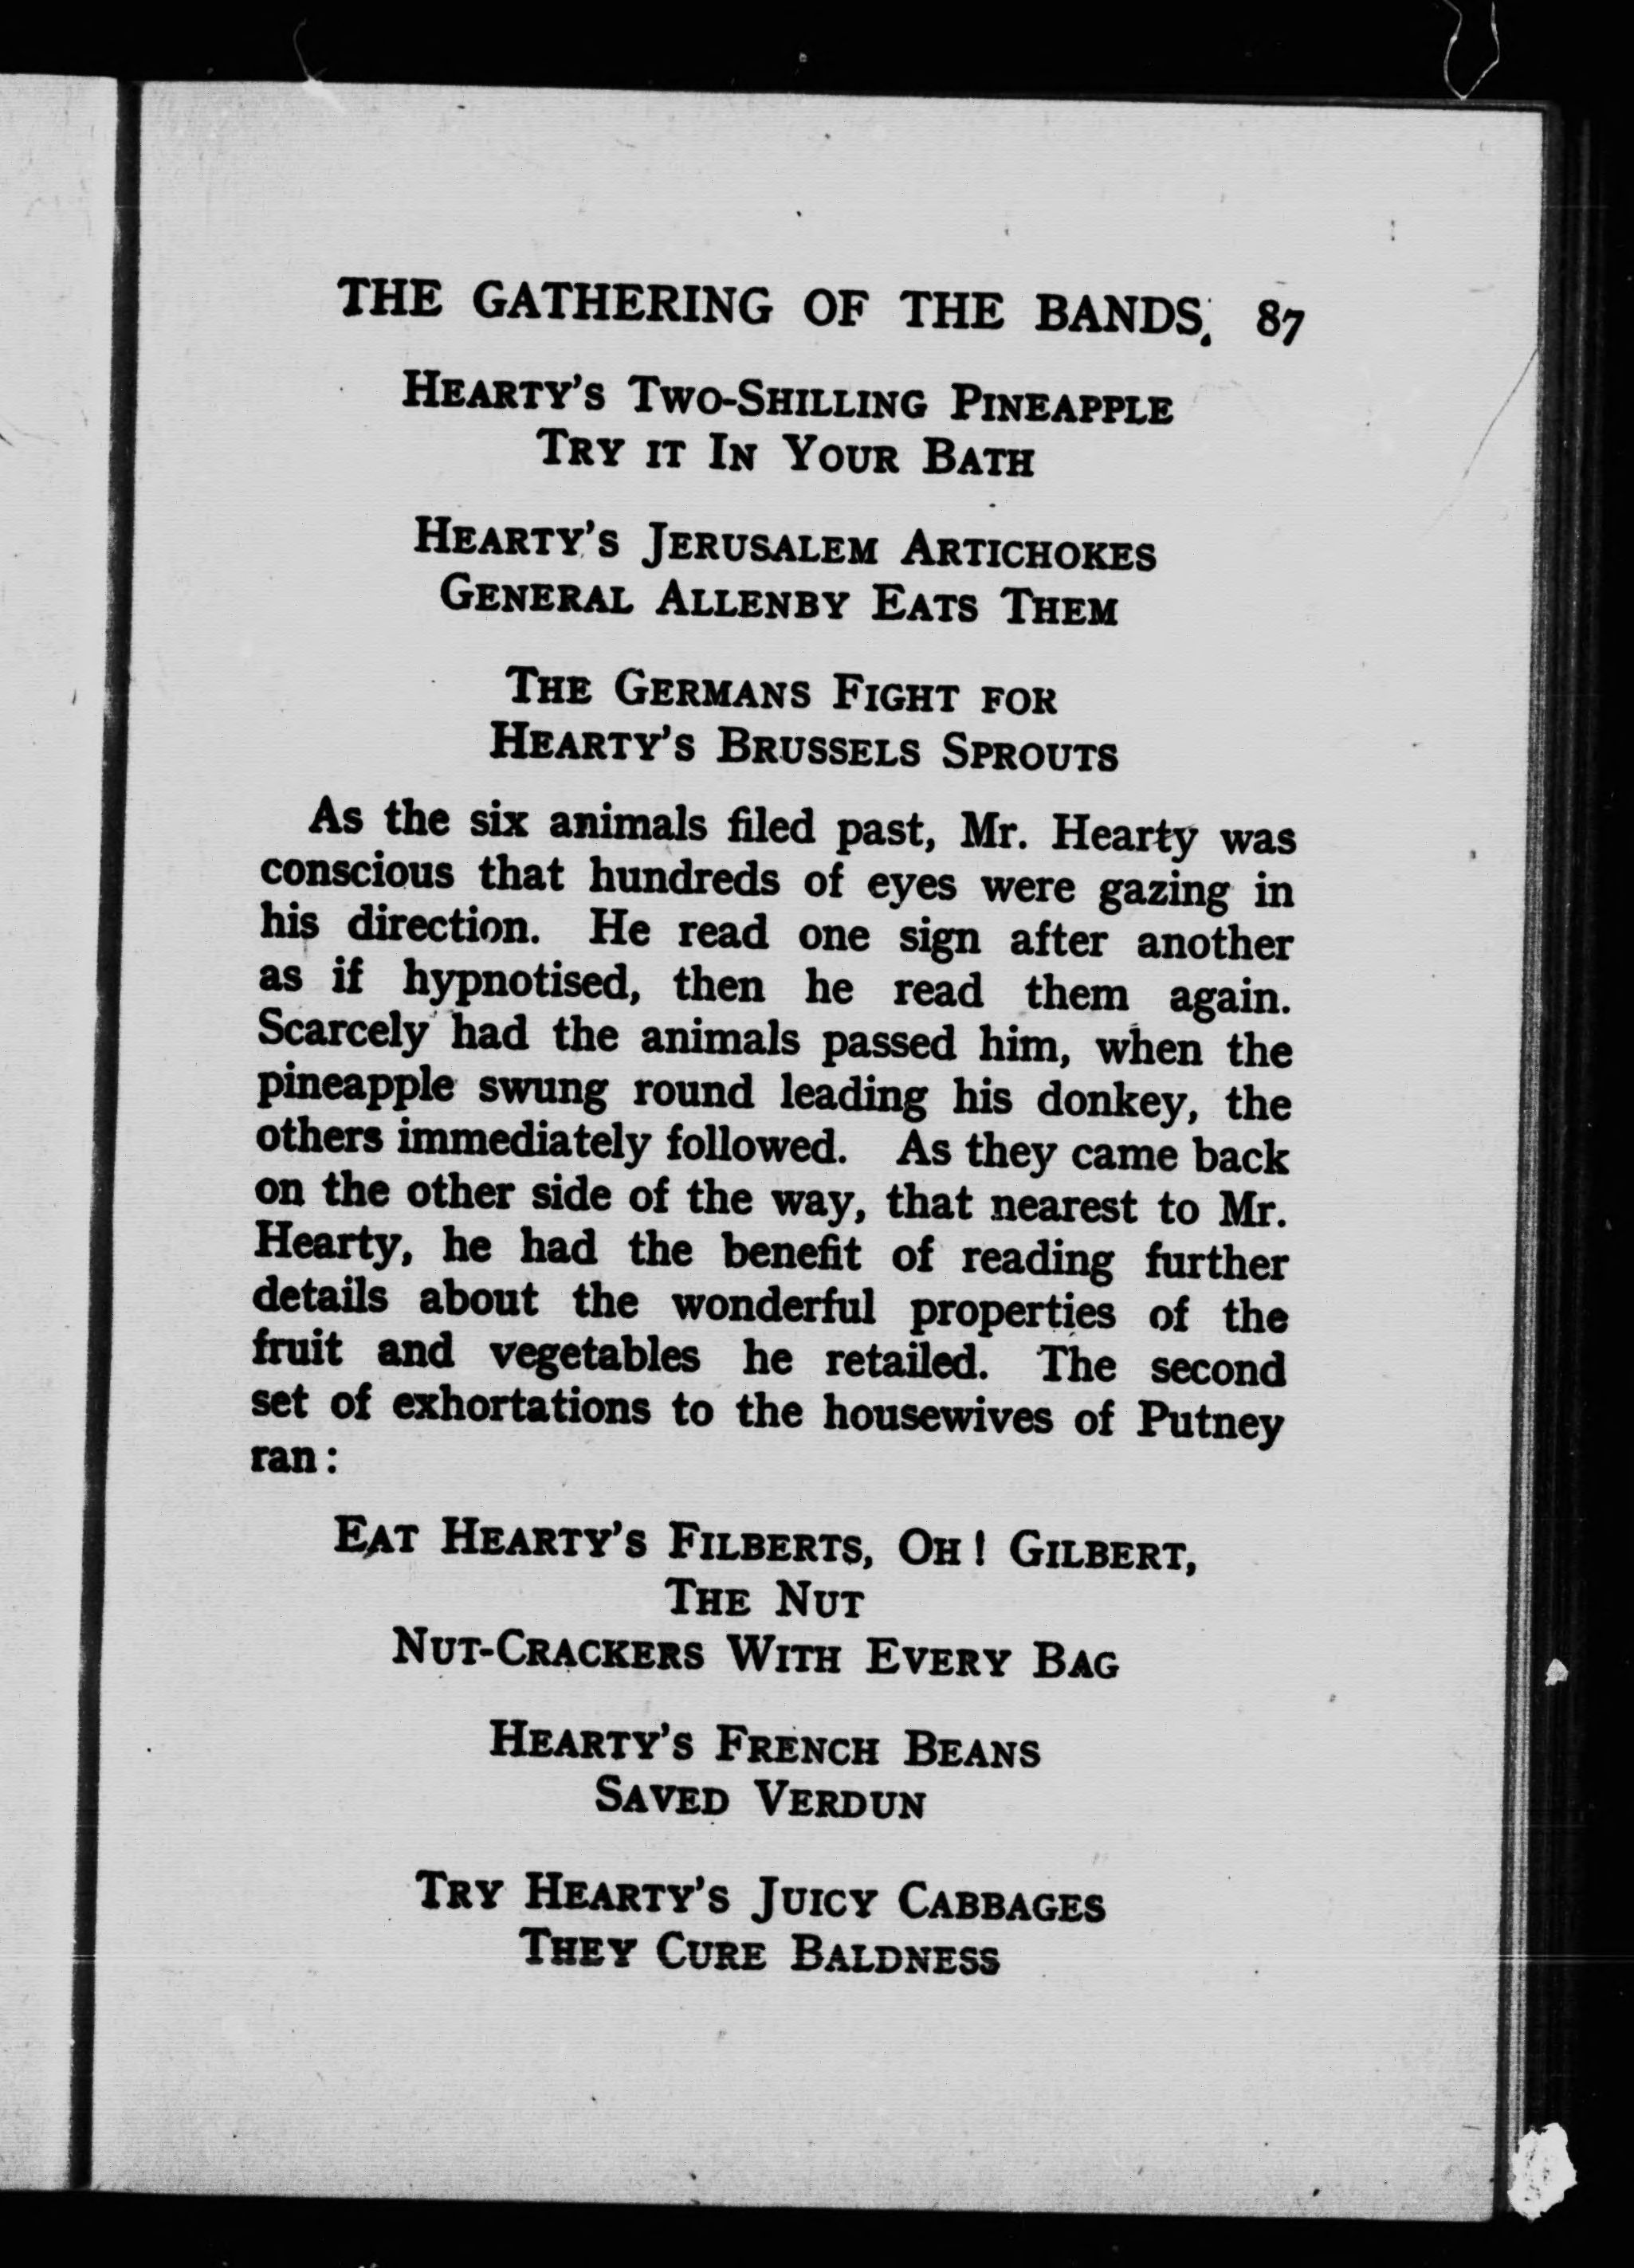 THE GATHERING OF THE BANDS. 87
HEARTY'S TWO-SHILLING PINEAPPLE
TRY IT IN YOUR BATH
HEARTY'S JERUSALEM ARTICHOKES
GENERAL ALLENBY EATS THEM
THE GERMANS FIGHT FOR
HEARTY'S BRUSSELS SPROUTS
As the six animals filed past, Mr. Hearty was
conscious that hundreds of eyes were gazing in
his direction. He read one sign after another
as if hypnotised, then he read them again.
Scarcely had the animals passed him, when the
pineapple swung round leading his donkey, the
others immediately followed. As they came back
on the other side of the way, that nearest to Mr.
Hearty, he had the benefit of reading further
details about the wonderful properties of the
fruit and vegetables he retailed. The second
set of exhortations to the housewives of Putney
ran:
EAT HEARTY'S FILBERTS, OH! GILBERT,
THE NUT
NUT-CRACKERS WITH EVERY BAG
HEARTY'S FRENCH BEANS
SAVED VERDUN
TRY HEARTY'S JUICY CABBAGES
THEY CURE BALDNESS